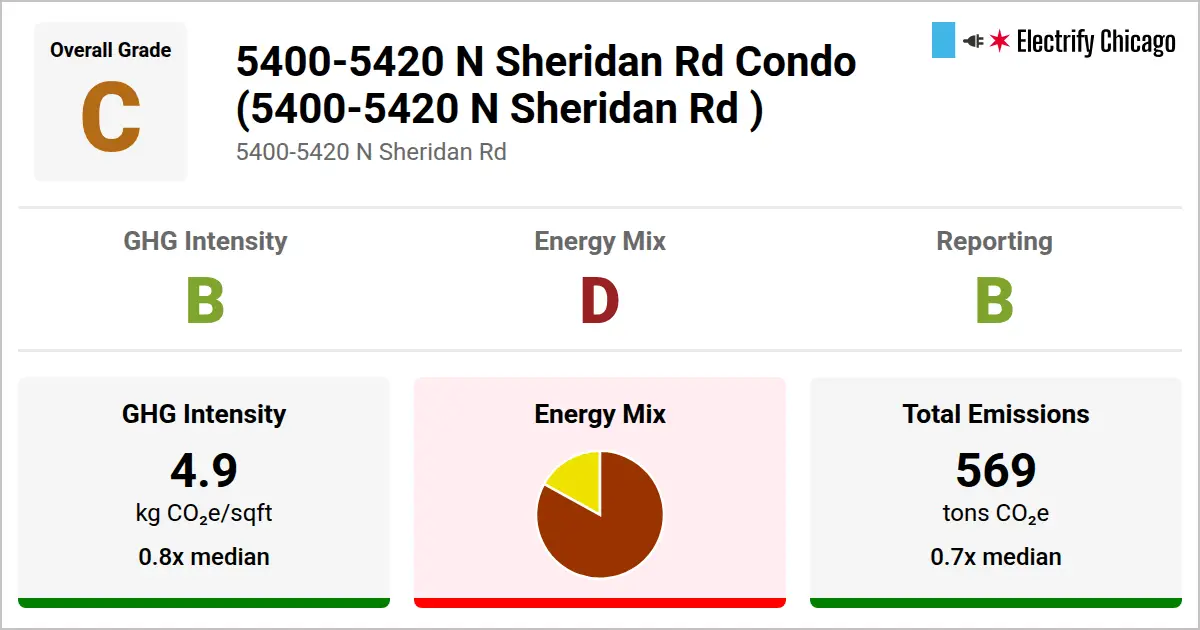 Overall Grade
C
5400-5420 N Sheridan Rd Condo
(5400-5420 N Sheridan Rd )
5400-5420 N Sheridan Rd
Electrify Chicago
GHG Intensity
B
Energy Mix
D
Reporting
B
GHG Intensity
4.9
kg CO₂e/sqft
0.8x median
Energy Mix
Total Emissions
569
tons CO₂e
0.7x median